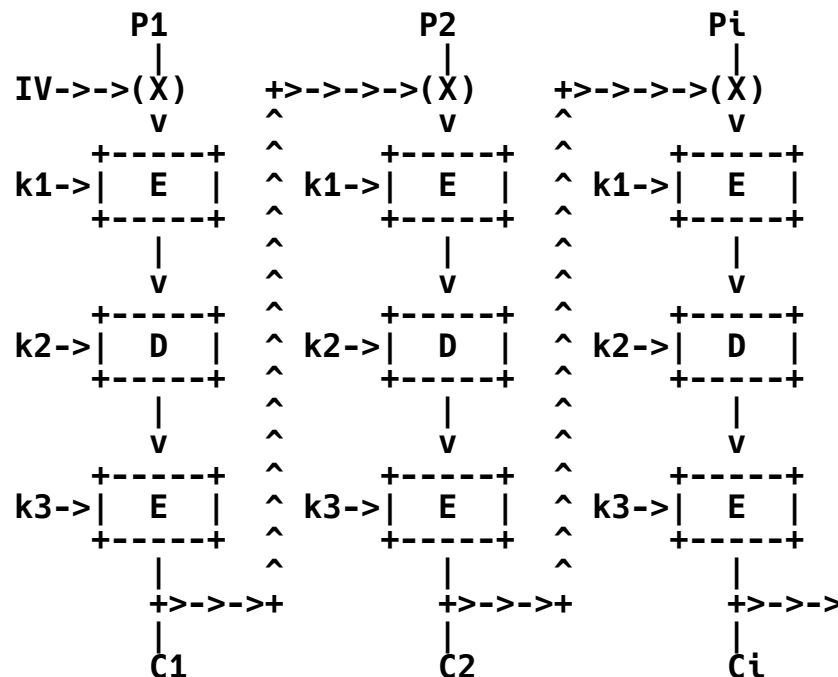 P1 P2 Pi
| | |
IV->->(X) +>->->->(X) +>->->->(X)
v ^ v ^ v
+-----+ ^ +-----+ ^ +-----+
k1->| E | ^ k1->| E | ^ k1->| E |
+-----+ ^ +-----+ ^ +-----+
| ^ | ^ |
v ^ v ^ v
+-----+ ^ +-----+ ^ +-----+
k2->| D | ^ k2->| D | ^ k2->| D |
+-----+ ^ +-----+ ^ +-----+
| ^ | ^ |
v ^ v ^ v
+-----+ ^ +-----+ ^ +-----+
k3->| E | ^ k3->| E | ^ k3->| E |
+-----+ ^ +-----+ ^ +-----+
| ^ | ^ |
+>->->+ +>->->+ +>->->
| | |
C1 C2 Ci